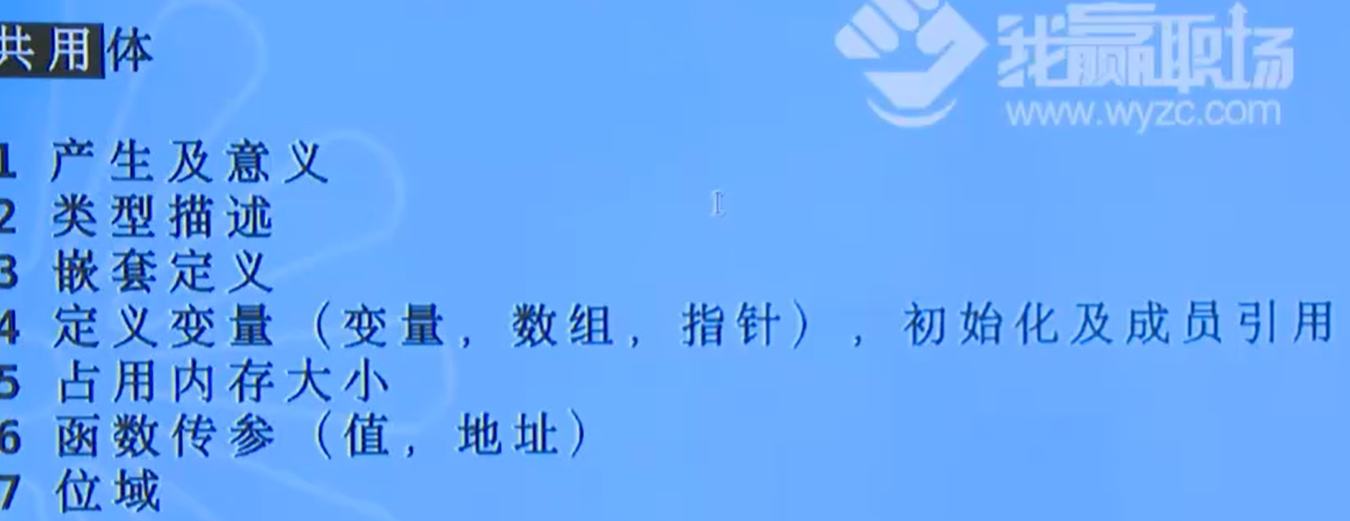 共用体
我赢职场
www.wyzc.com
1 产生及意义
2 类型描述
3 嵌套定义
4 定义变量（变量，数组，指针），初始化及成员引用
5 占用内存大小
6 函数传参（值，地址）
7 位域